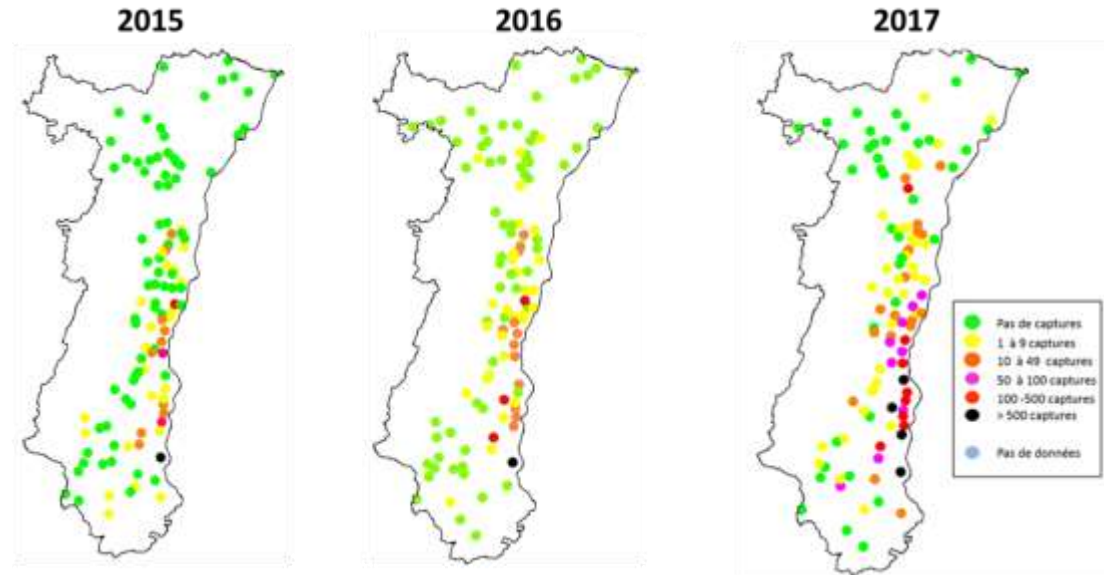 2015
2016
2017
Pas de captures
1 à 9 captures
10 à 49 captures
50 à 100 captures
100 -500 captures
> 500 captures
Pas de données